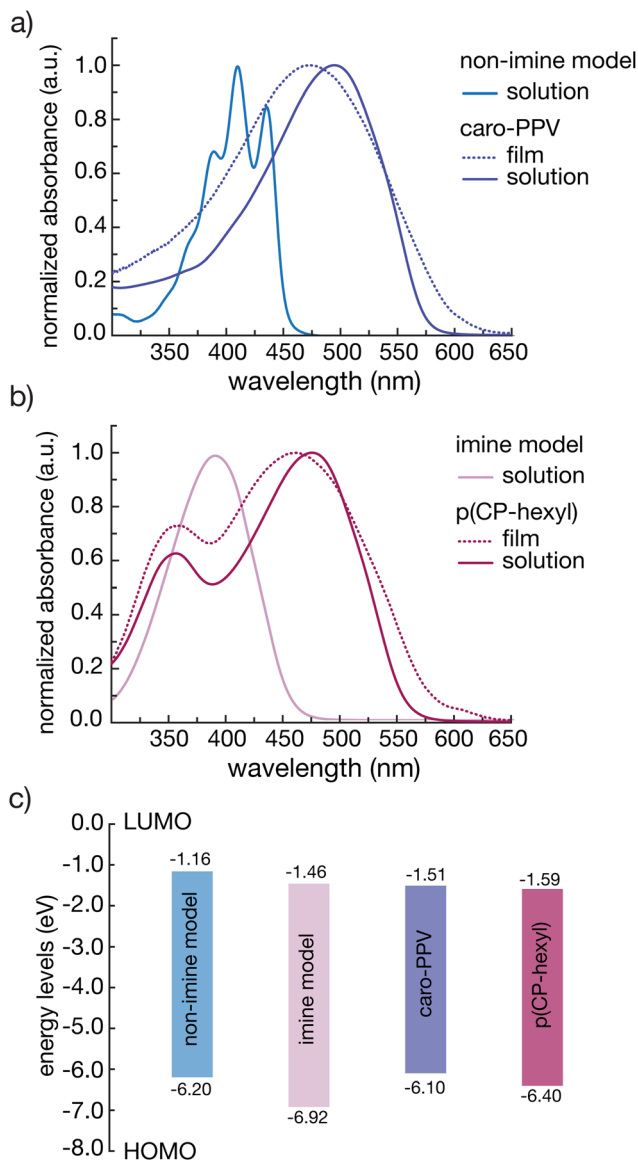 a)
normalized absorbance (a.u.)
1.0
0.8
0.6
0.4
0.2
0.0
350 400 450 500 550 600 650
wavelength (nm)
non-imine model
solution
caro-PPV
film
solution
b)
normalized absorbance (a.u.)
1.0
0.8
0.6
0.4
0.2
0.0
350 400 450 500 550 600 650
wavelength (nm)
imine model
solution
p(CP-hexyl)
film
solution
c)
energy levels (eV)
0.0
-1.0
-2.0
-3.0
-4.0
-5.0
-6.0
-7.0
-8.0
LUMO
HOMO
-1.16
non-imine model
-6.20
-1.46
imine model
-6.92
-1.51
caro-PPV
-6.10
-1.59
p(CP-hexyl)
-6.40